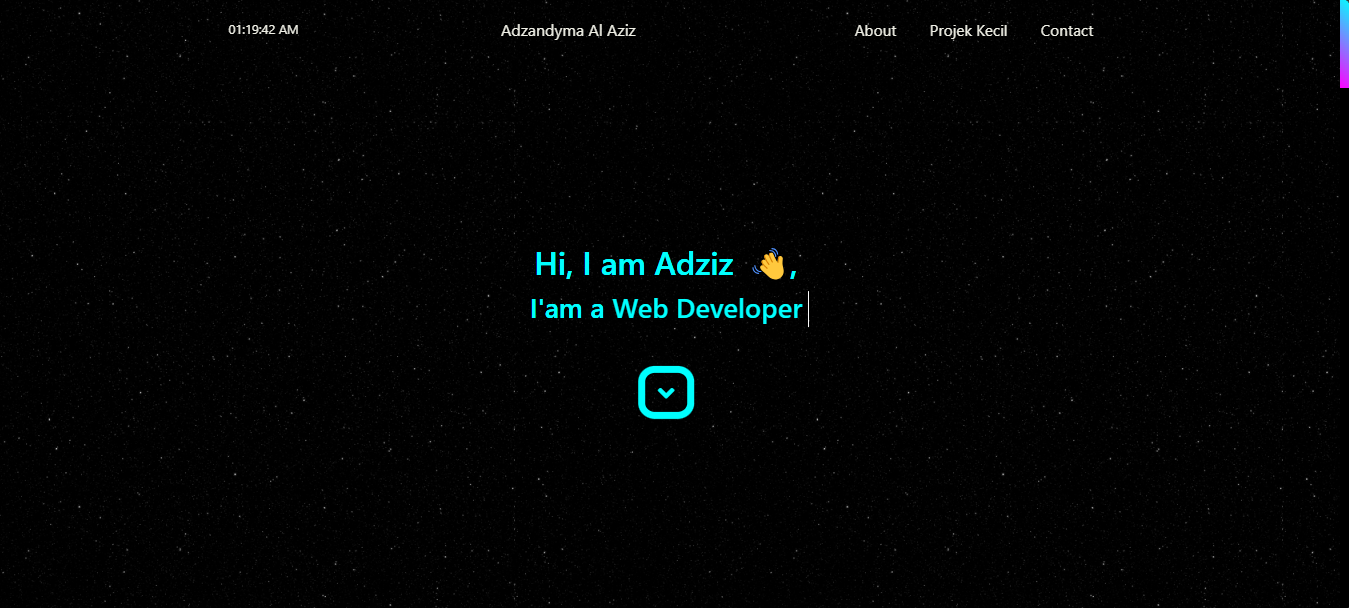 01:19:42 AM
Adzandyma Al Aziz
About
Projek Kecil
Contact
Hi, I am Adziz 👋,
I'am a Web Developer